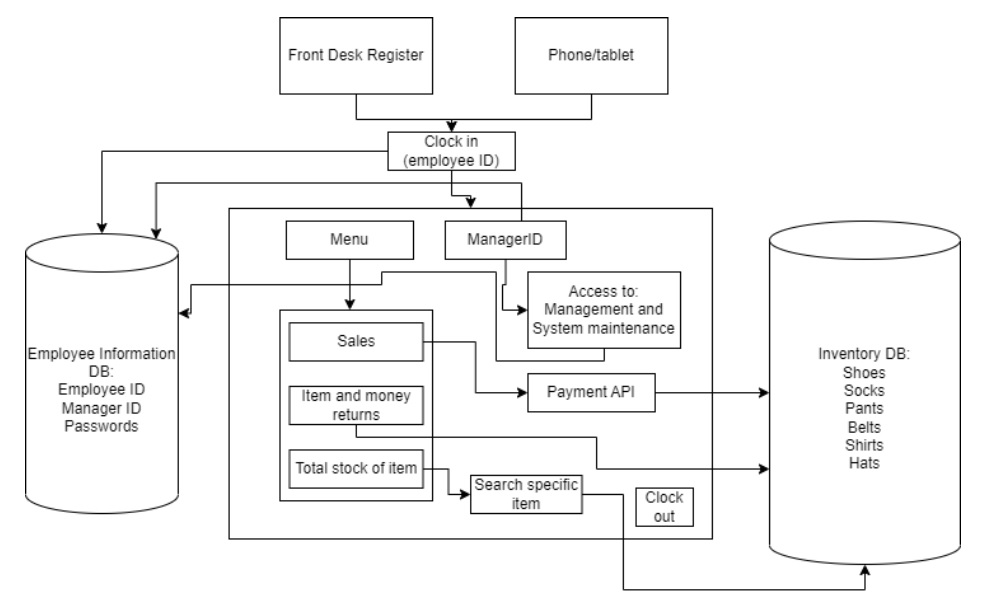 Front Desk Register
Phone/tablet
Clock in
(employee ID)
Menu
ManagerID
Access to:
Management and
System maintenance
Sales
Employee Information
DB:
Employee ID
Manager ID
Passwords
Inventory DB:
Shoes
Socks
Pants
Belts
Shirts
Hats
Payment API
Item and money
returns
Total stock of item
Search specific
item
Clock
out